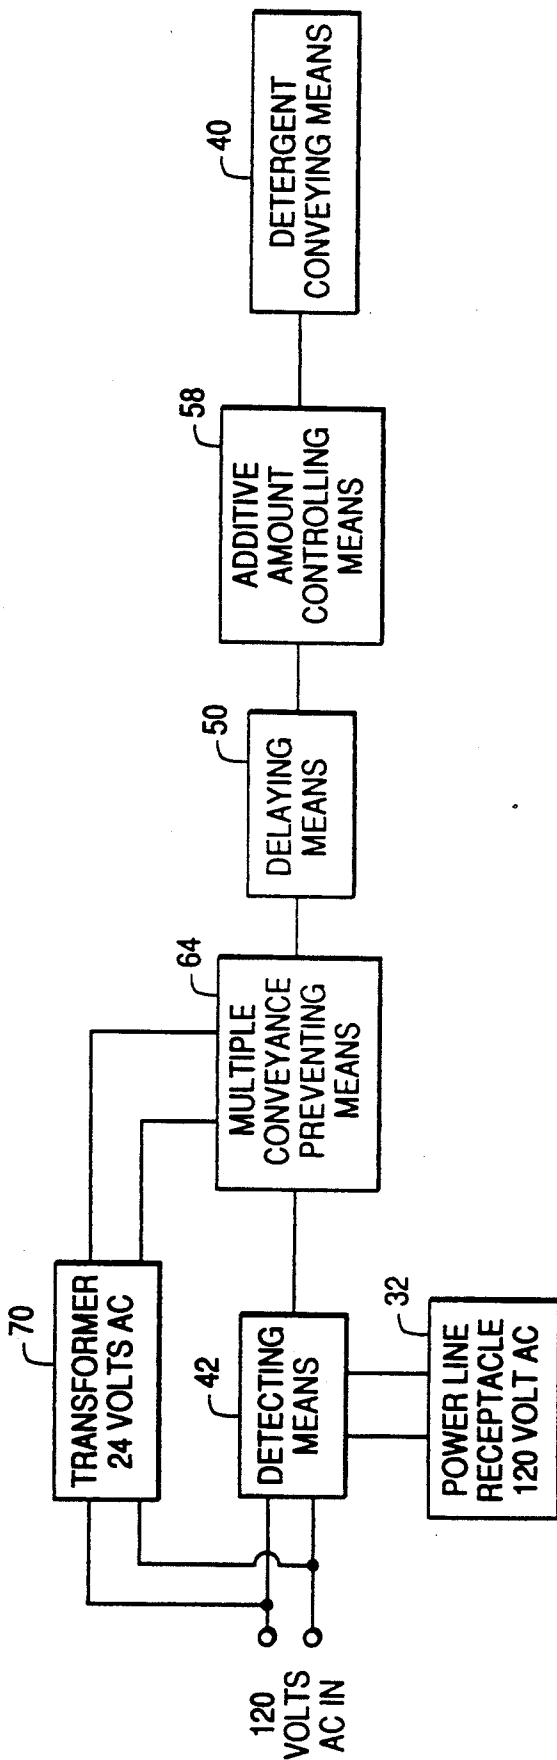 120
VOLTS
AC IN
70
TRANSFORMER
24 VOLTS AC
42
DETECTING
MEANS
32
POWER LINE
RECEPTACLE
120 VOLT AC
64
MULTIPLE
CONVEYANCE
PREVENTING
MEANS
50
DELAYING
MEANS
58
ADDITIVE
AMOUNT
CONTROLLING
MEANS
40
DETERGENT
CONVEYING MEANS